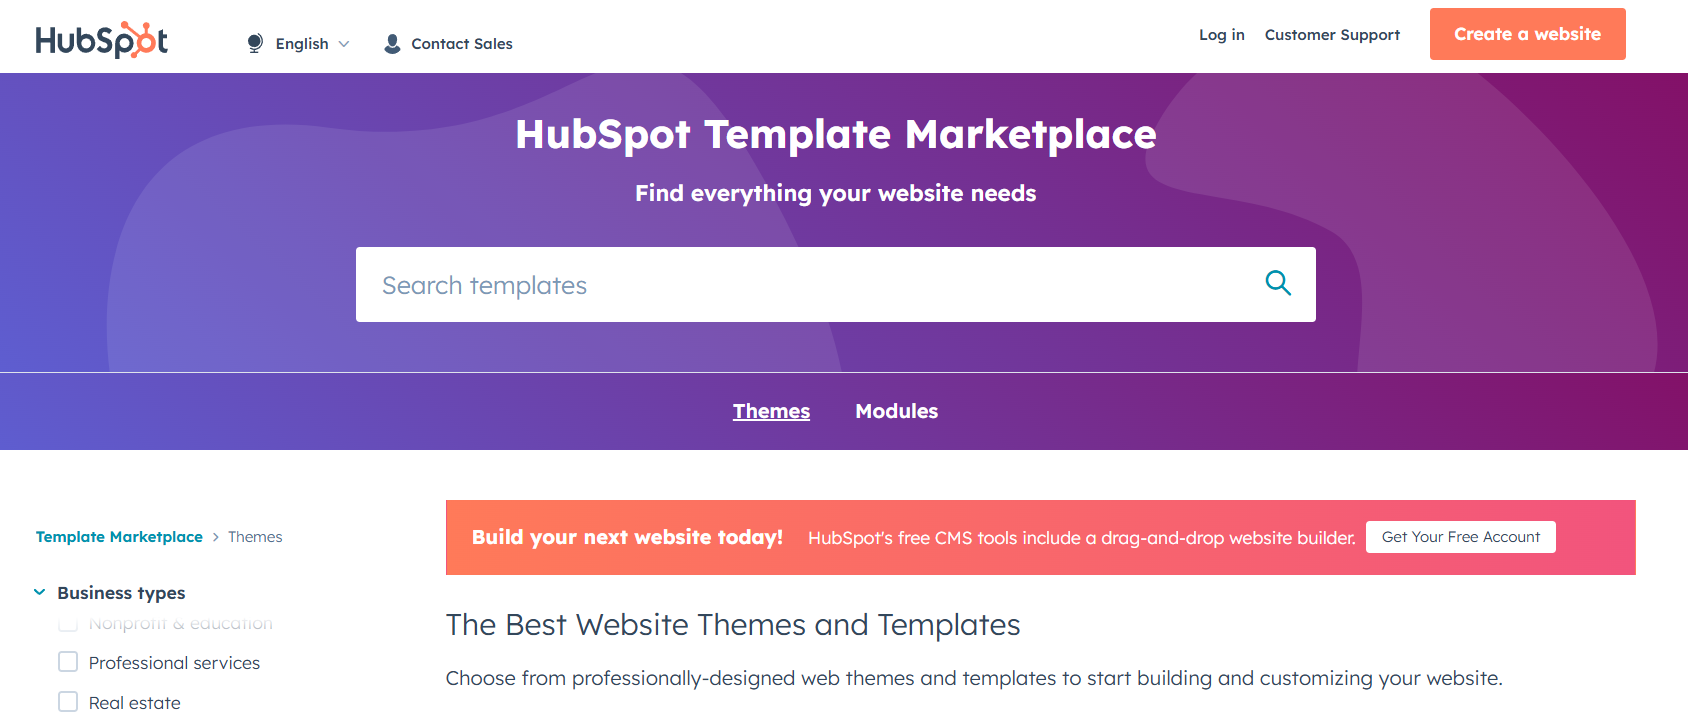 HubSpot
English
Contact Sales
Log in
Customer Support
Create a website
HubSpot Template Marketplace
Find everything your website needs
Search templates
Themes
Modules
Template Marketplace > Themes
Business types
Nonprofit & education
Professional services
Real estate
Build your next website today!
HubSpot's free CMS tools include a drag-and-drop website builder.
Get Your Free Account
The Best Website Themes and Templates
Choose from professionally-designed web themes and templates to start building and customizing your website.